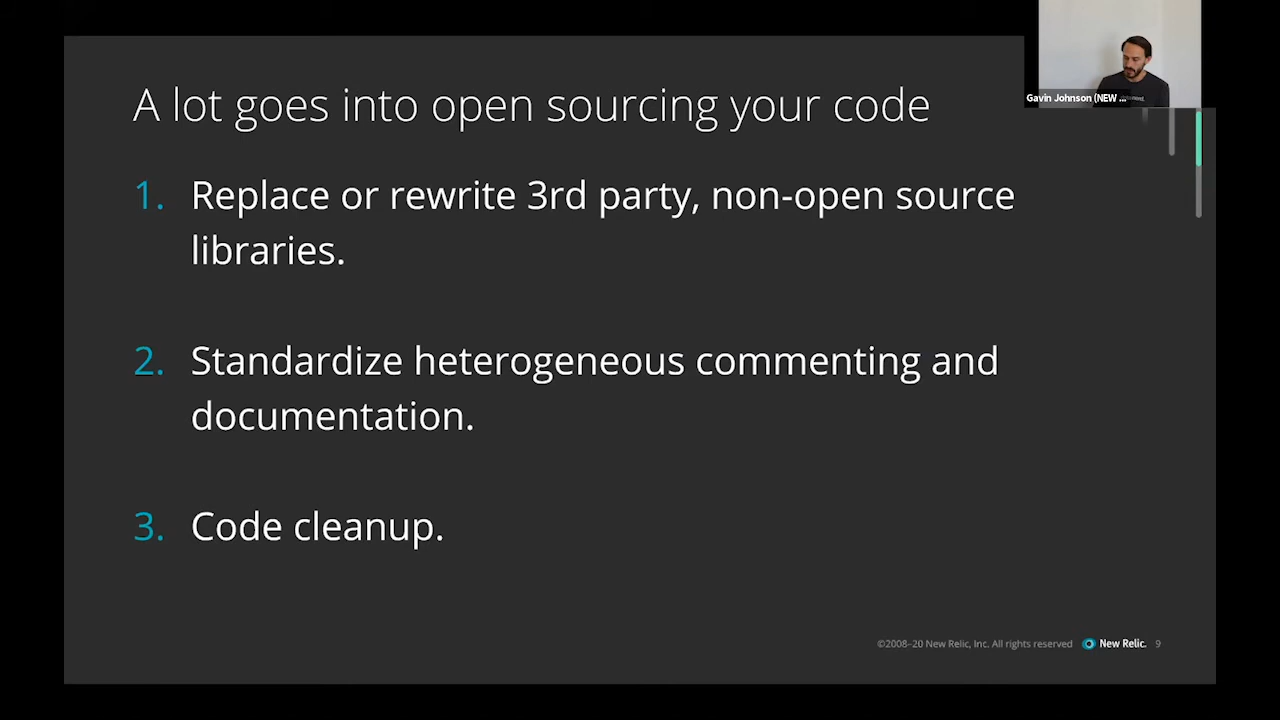 A lot goes into open sourcing your code
Gavin Johnson (NEW ...
1. Replace or rewrite 3rd party, non-open source
libraries.
2. Standardize heterogeneous commenting and
documentation.
3. Code cleanup.
©2008–20 New Relic, Inc. All rights reserved New Relic. 9